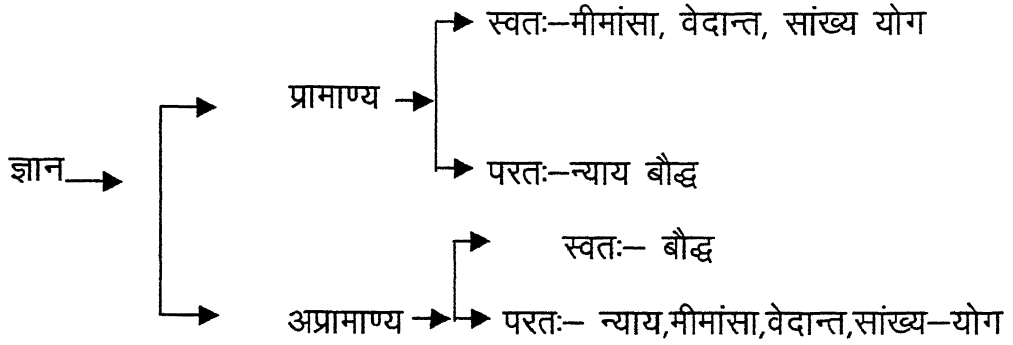 स्वतः–मीमांसा, वेदान्त, सांख्य योग
प्रामाण्य
ज्ञान
परतः–न्याय बौद्ध
स्वतः– बौद्ध
अप्रामाण्य
परतः– न्याय,मीमांसा,वेदान्त,सांख्य–योग